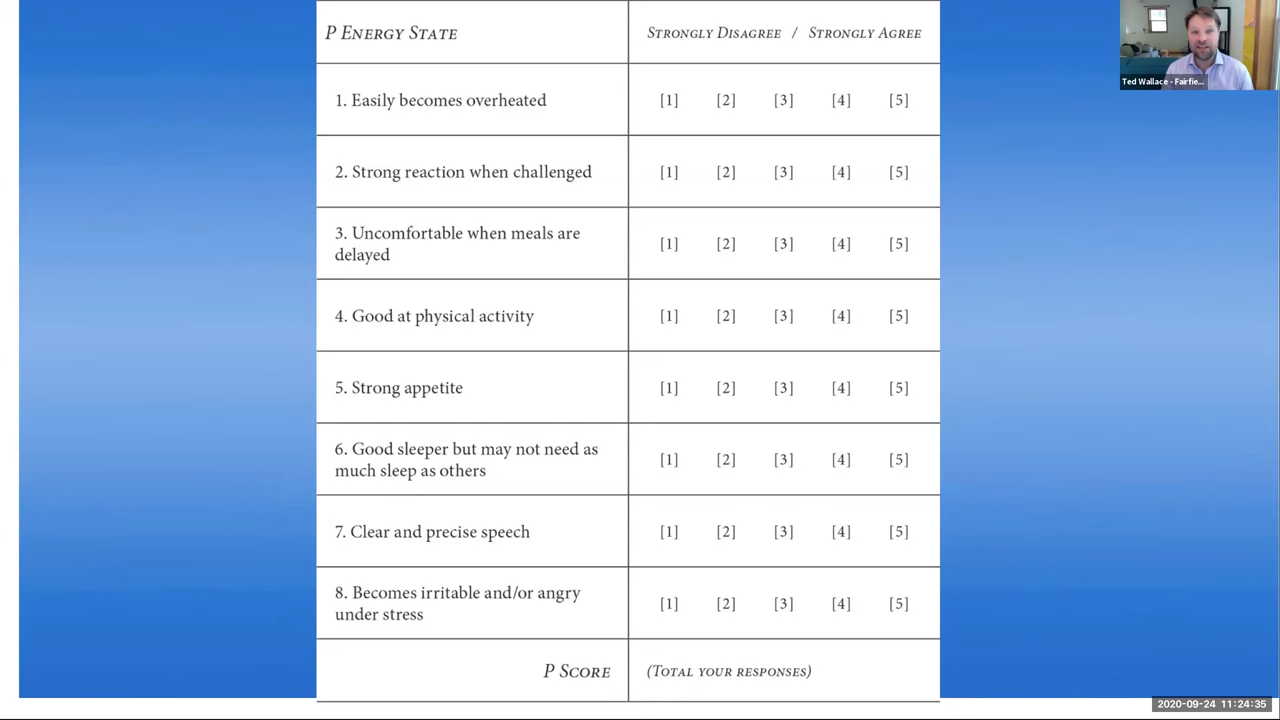 P Energy State
Strongly Disagree / Strongly Agree
1. Easily becomes overheated
[1] [2] [3] [4] [5]
2. Strong reaction when challenged
[1] [2] [3] [4] [5]
3. Uncomfortable when meals are
delayed
[1] [2] [3] [4] [5]
4. Good at physical activity
[1] [2] [3] [4] [5]
5. Strong appetite
[1] [2] [3] [4] [5]
6. Good sleeper but may not need as
much sleep as others
[1] [2] [3] [4] [5]
7. Clear and precise speech
[1] [2] [3] [4] [5]
8. Becomes irritable and/or angry
under stress
[1] [2] [3] [4] [5]
P Score
(Total your responses)
Ted Wallace - Fairfie...
2020-09-24 11:24:35